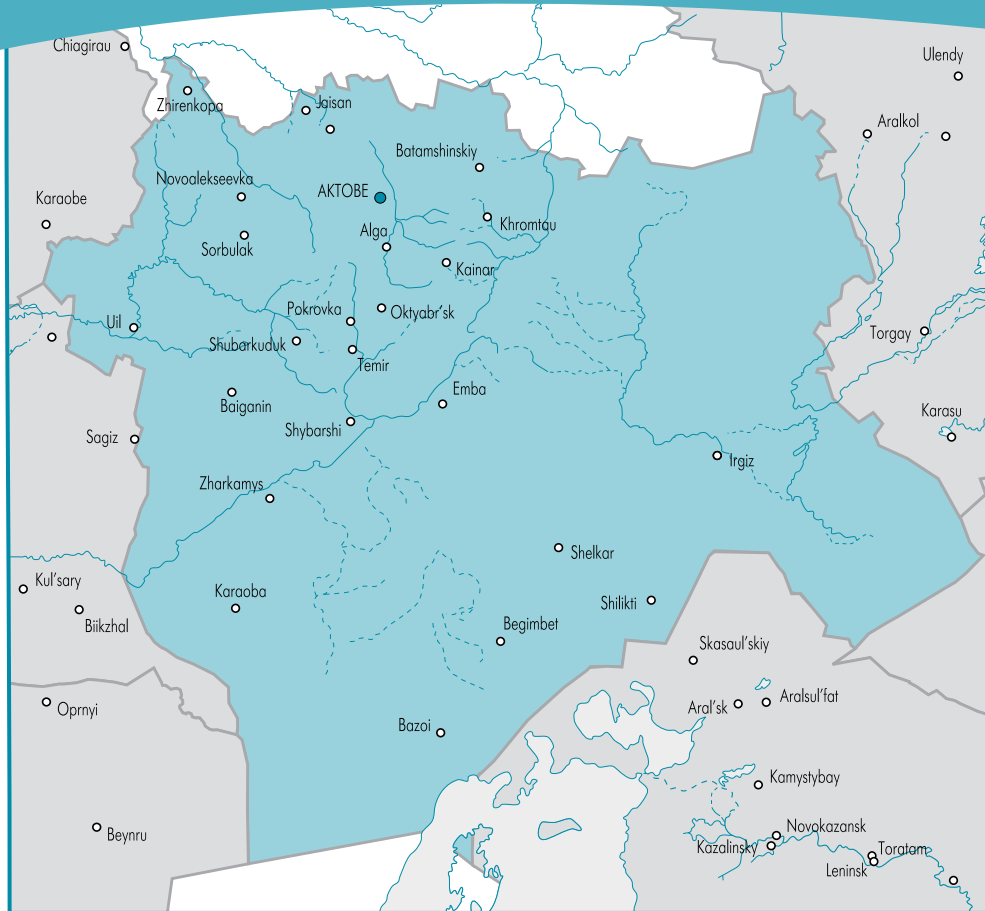 Chiagirau
Ulendy
Zhirenkopa
Jaisan
Aralkol
Batamshinskiy
Novoalekseevka
AKTOBE
Karaobe
Khromtau
Alga
Sorbulak
Kainar
Pokrovka
Oktyabr'sk
Uil
Torgay
Shubarkuduk
Temir
Emba
Baiganin
Karasu
Shybarshi
Sagiz
Irgiz
Zharkamys
Shelkar
Kul'sary
Karaoba
Shilikti
Biikzhal
Begimbet
Skasaul'skiy
Aralsul'fat
Oprnyi
Aral'sk
Bazoi
Kamystybay
Novokazansk
Beynru
Kazalinsky
Toratam
Leninsk